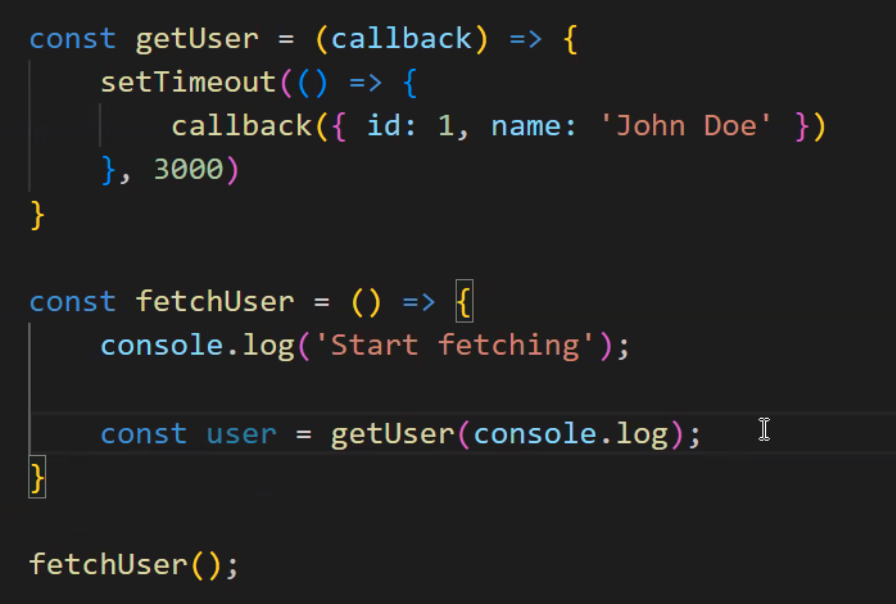 const getUser = (callback) => {
    setTimeout(() => {
        callback({ id: 1, name: 'John Doe' })
    }, 3000)
}

const fetchUser = () => {
    console.log('Start fetching');

    const user = getUser(console.log);
}

fetchUser();